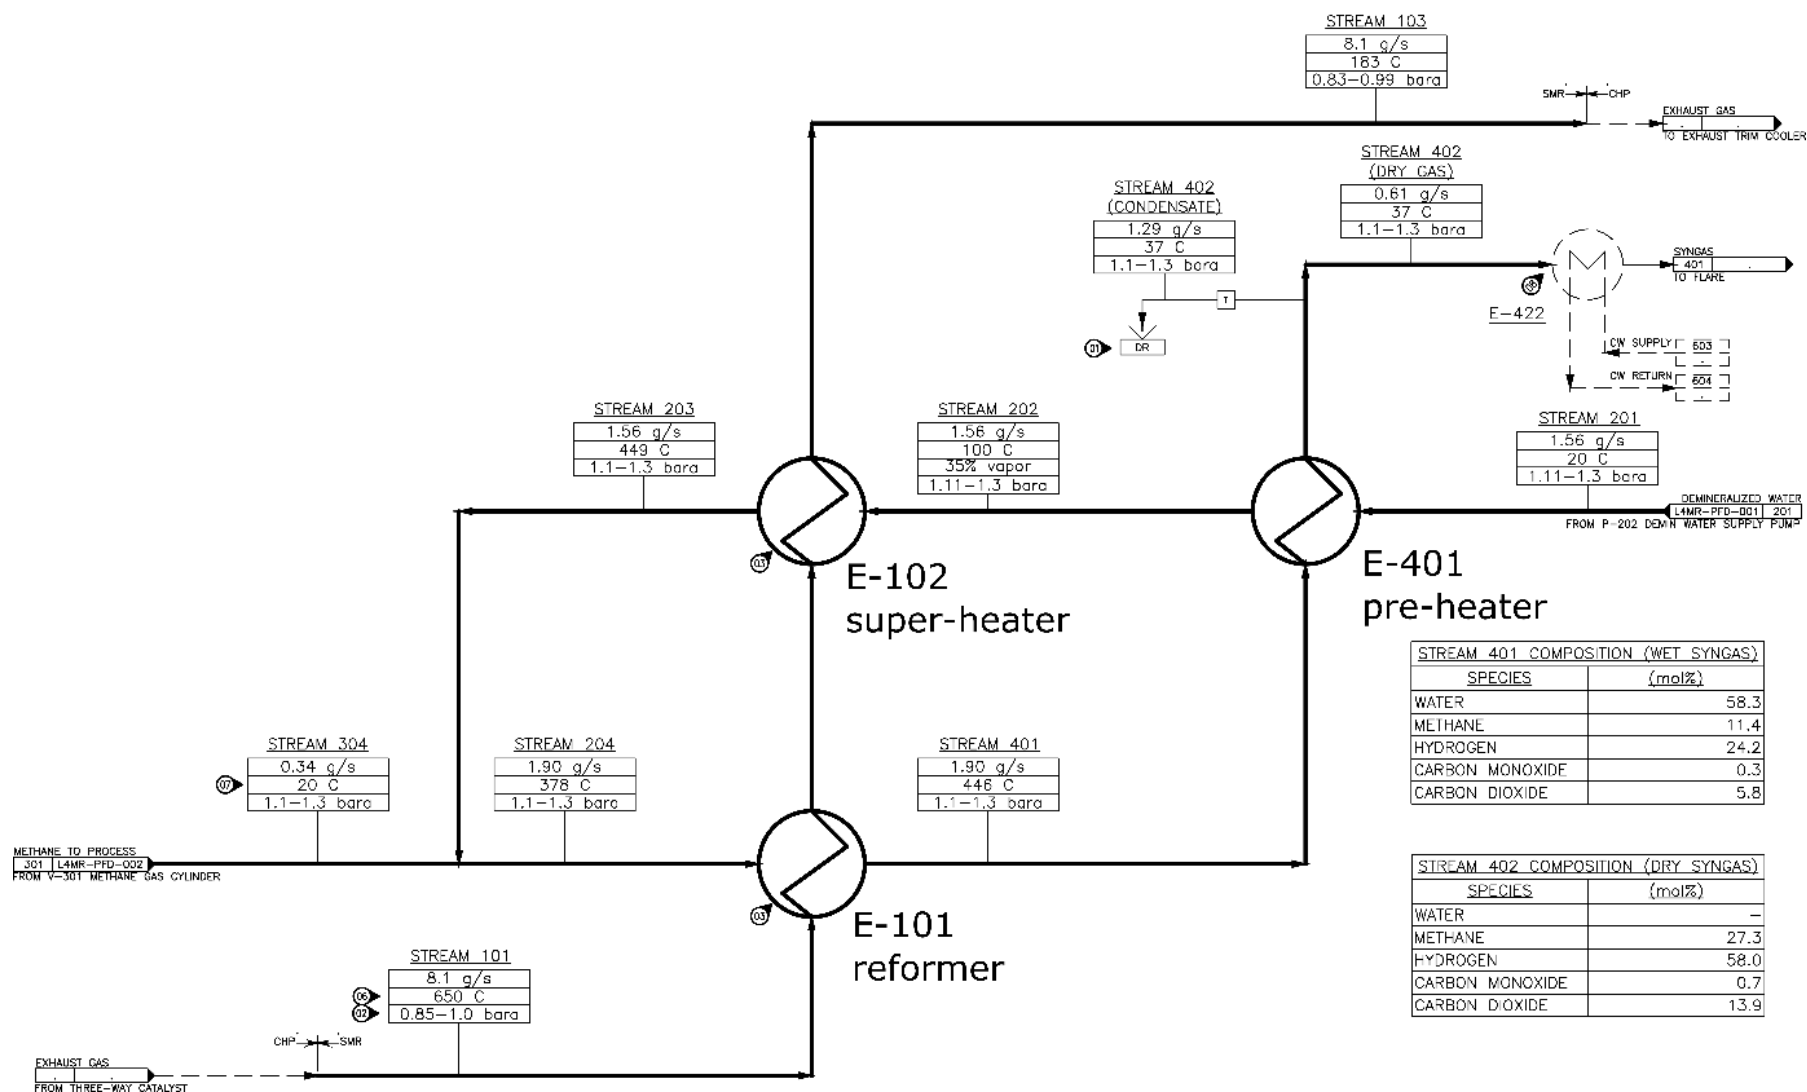 STREAM 103
8.1 g/s
183 C
0.83-0.99 bara
SMR
CHP
EXHAUST GAS
TO EXHAUST TRIM COOLER
STREAM 402
(DRY GAS)
0.61 g/s
37 C
1.1-1.3 bara
STREAM 402
(CONDENSATE)
1.29 g/s
37 C
1.1-1.3 bara
T
01
DR
E-422
SYNGAS
401
TO FLARE
CW SUPPLY
603
CW RETURN
604
STREAM 203
1.56 g/s
449 C
1.1-1.3 bara
STREAM 202
1.56 g/s
100 C
35% vapor
1.11-1.3 bara
STREAM 201
1.56 g/s
20 C
1.11-1.3 bara
DEMINERALIZED WATER
L4MR-PFD-001 201
FROM P-202 DEMIN WATER SUPPLY PUMP
03
E-102
super-heater
E-401
pre-heater
STREAM 401 COMPOSITION (WET SYNGAS)
SPECIES (mol%)
WATER 58.3
METHANE 11.4
HYDROGEN 24.2
CARBON MONOXIDE 0.3
CARBON DIOXIDE 5.8
STREAM 304
07
0.34 g/s
20 C
1.1-1.3 bara
STREAM 204
1.90 g/s
378 C
1.1-1.3 bara
STREAM 401
1.90 g/s
446 C
1.1-1.3 bara
METHANE TO PROCESS
301 L4MR-PFD-002
FROM V-301 METHANE GAS CYLINDER
03
E-101
reformer
STREAM 402 COMPOSITION (DRY SYNGAS)
SPECIES (mol%)
WATER –
METHANE 27.3
HYDROGEN 58.0
CARBON MONOXIDE 0.7
CARBON DIOXIDE 13.9
STREAM 101
8.1 g/s
06
650 C
02
0.85-1.0 bara
CHP
SMR
EXHAUST GAS
FROM THREE-WAY CATALYST